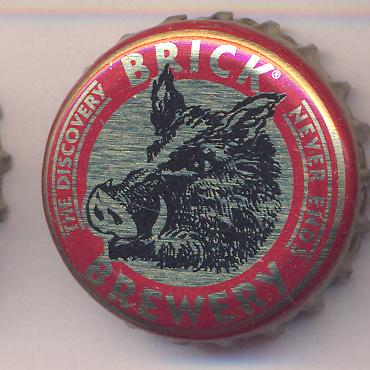 BRICK®
THE DISCOVERY
NEVER ENDS
BREWERY